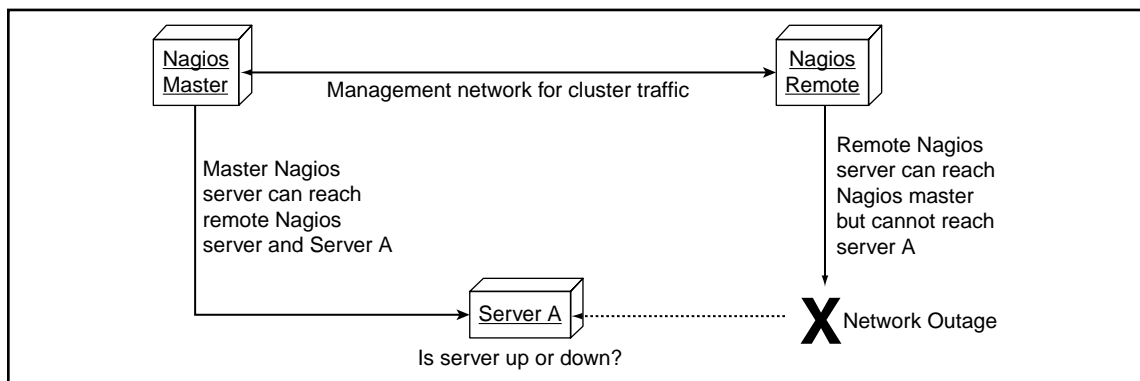 Nagios
Master
Nagios
Remote
Management network for cluster traffic
Master Nagios
server can reach
remote Nagios
server and Server A
Remote Nagios
server can reach
Nagios master
but cannot reach
server A
Server A
X
Network Outage
Is server up or down?